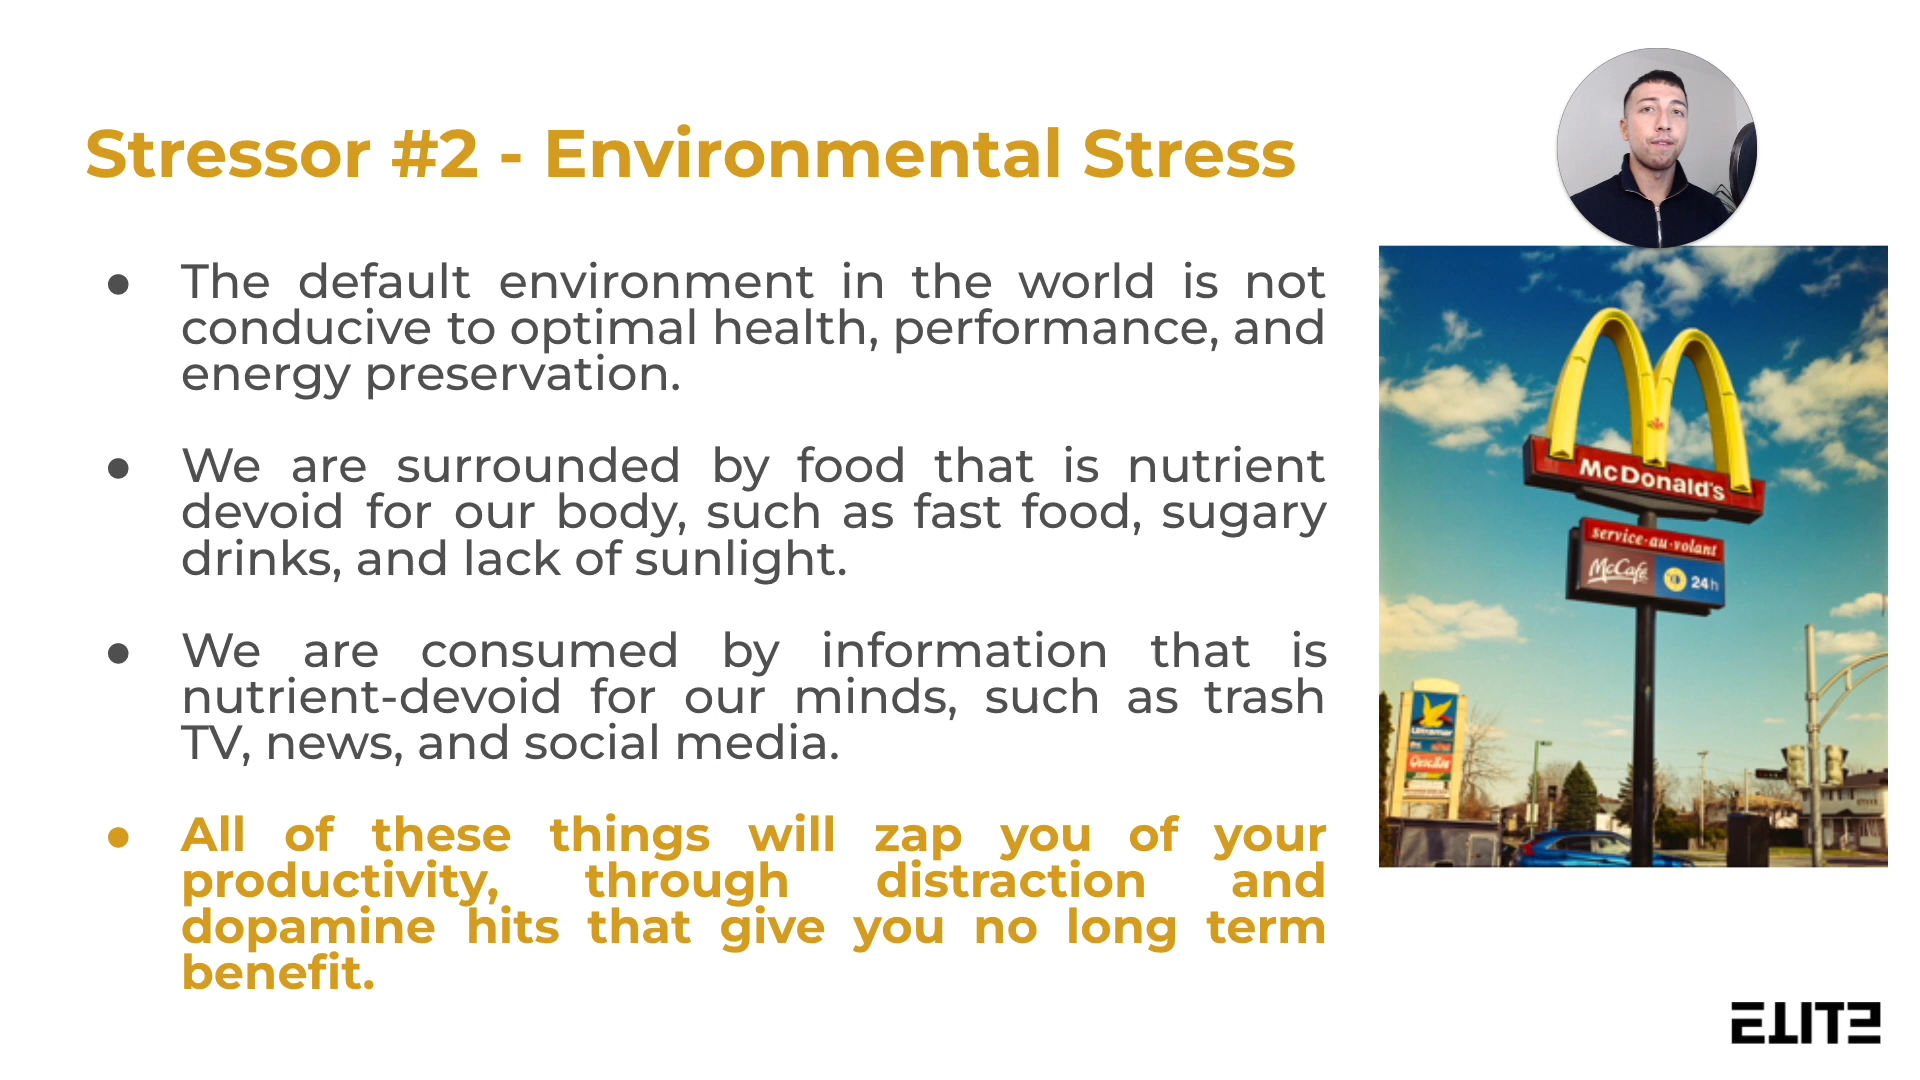 Stressor #2 - Environmental Stress
● The default environment in the world is not
conducive to optimal health, performance, and
energy preservation.
● We are surrounded by food that is nutrient
devoid for our body, such as fast food, sugary
drinks, and lack of sunlight.
● We are consumed by information that is
nutrient-devoid for our minds, such as trash
TV, news, and social media.
● All of these things will zap you of your
productivity, through distraction and
dopamine hits that give you no long term
benefit.
McDonald's
service·au·volant
McCafé
24h
Ultramar
ELITE